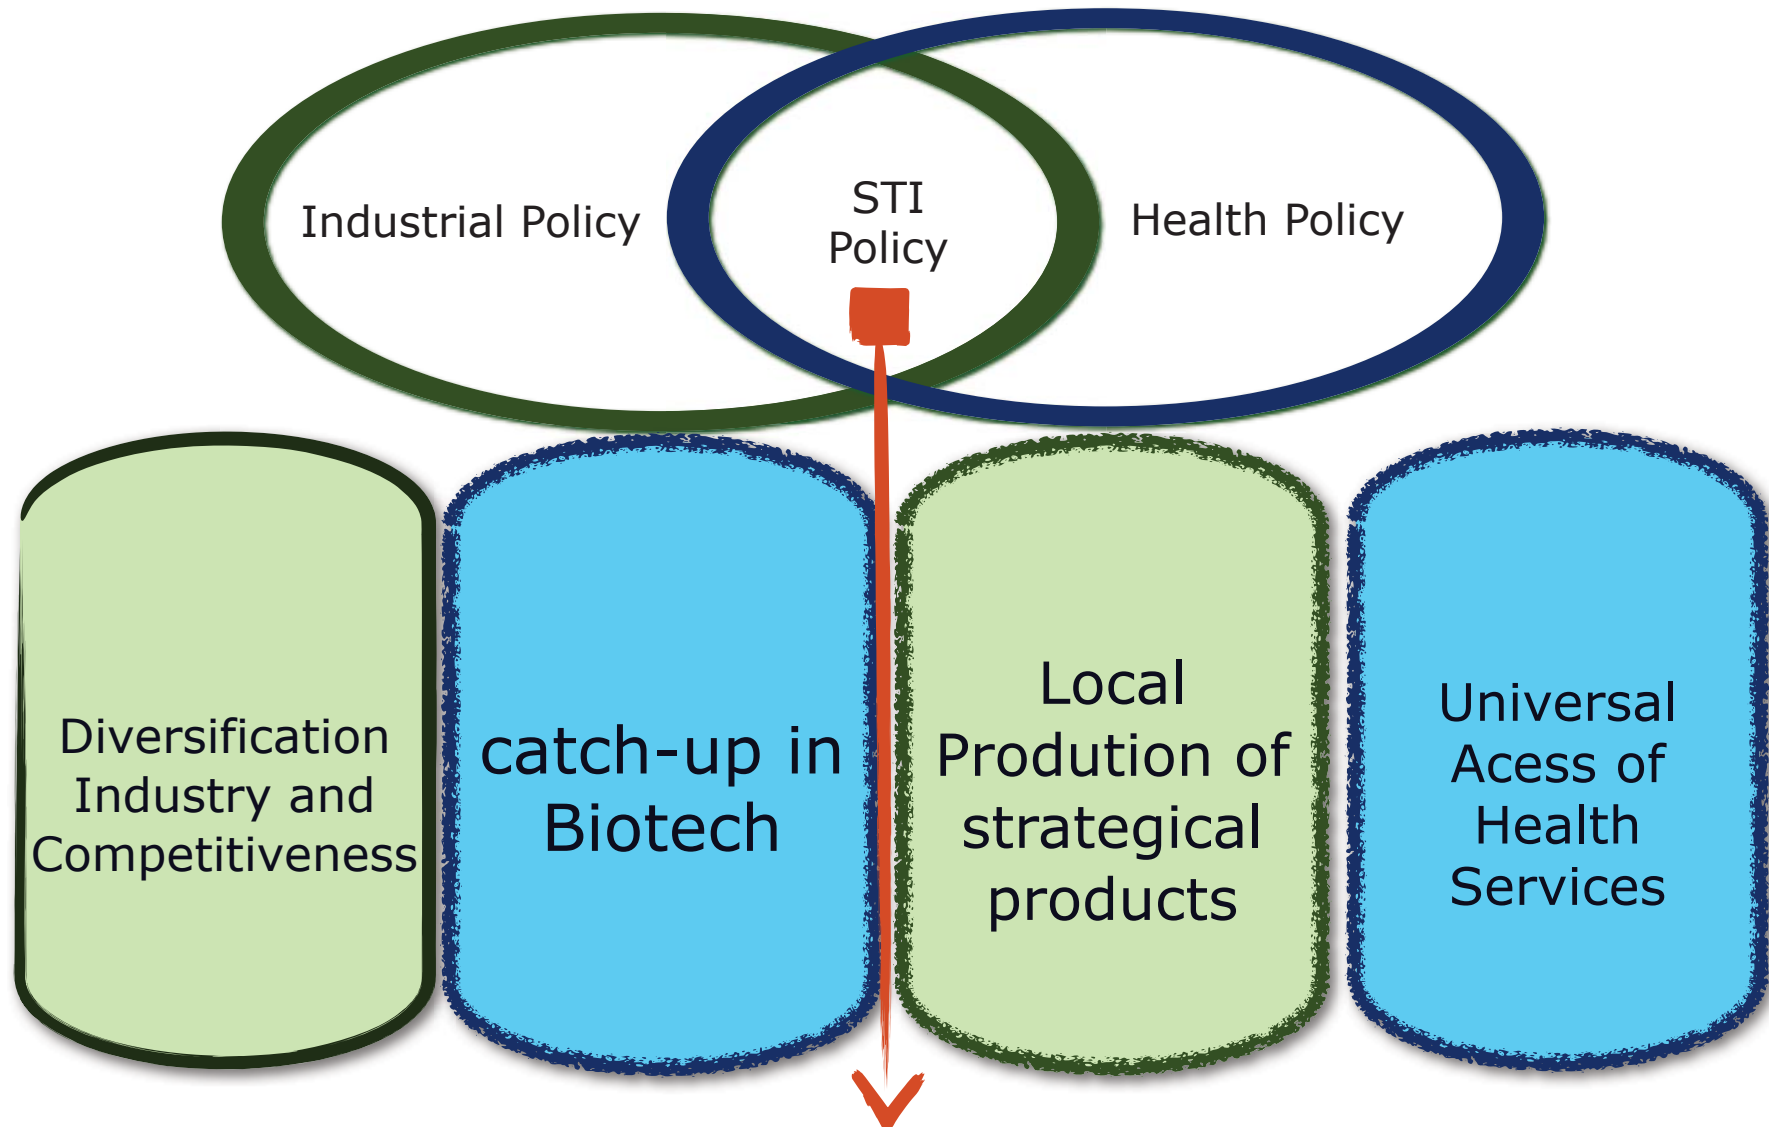 Industrial Policy
STI
Policy
Health Policy
Diversification
Industry and
Competitiveness
catch-up in
Biotech
Local
Prodution of
strategical
products
Universal
Acess of
Health
Services